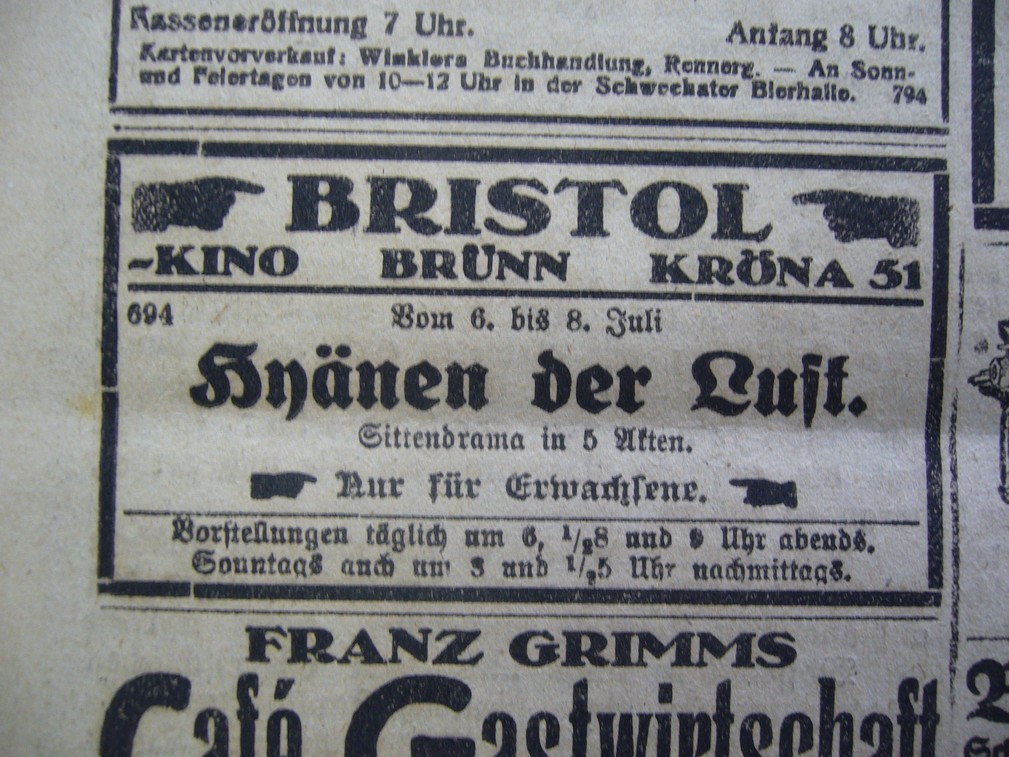 Kasseneröffnung 7 Uhr. Anfang 8 Uhr.
Kartenvorverkauf: Winklers Buchhandlung, Renner­g. — An Sonn-
und Feiertagen von 10—12 Uhr in der Schwechater Bierhalle. 794
BRISTOL
-KINO BRÜNN KRÖNA 51
694 Vom 6. bis 8. Juli
Hyänen der Lust.
Sittendrama in 5 Akten.
Nur für Erwachsene.
Vorstellungen täglich um 6, 1/28 und 9 Uhr abends.
Sonntags auch um 3 und 1/25 Uhr nachmittags.
FRANZ GRIMMS
Café Gastwirtschaft